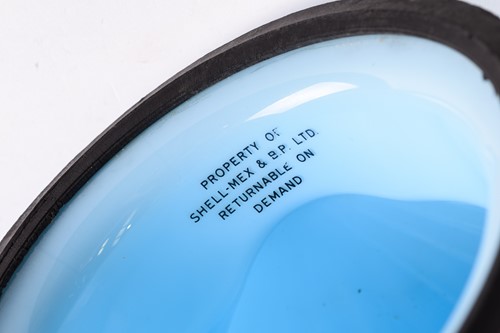 PROPERTY OF
SHELL-MEX & B.P. LTD.
RETURNABLE ON
DEMAND